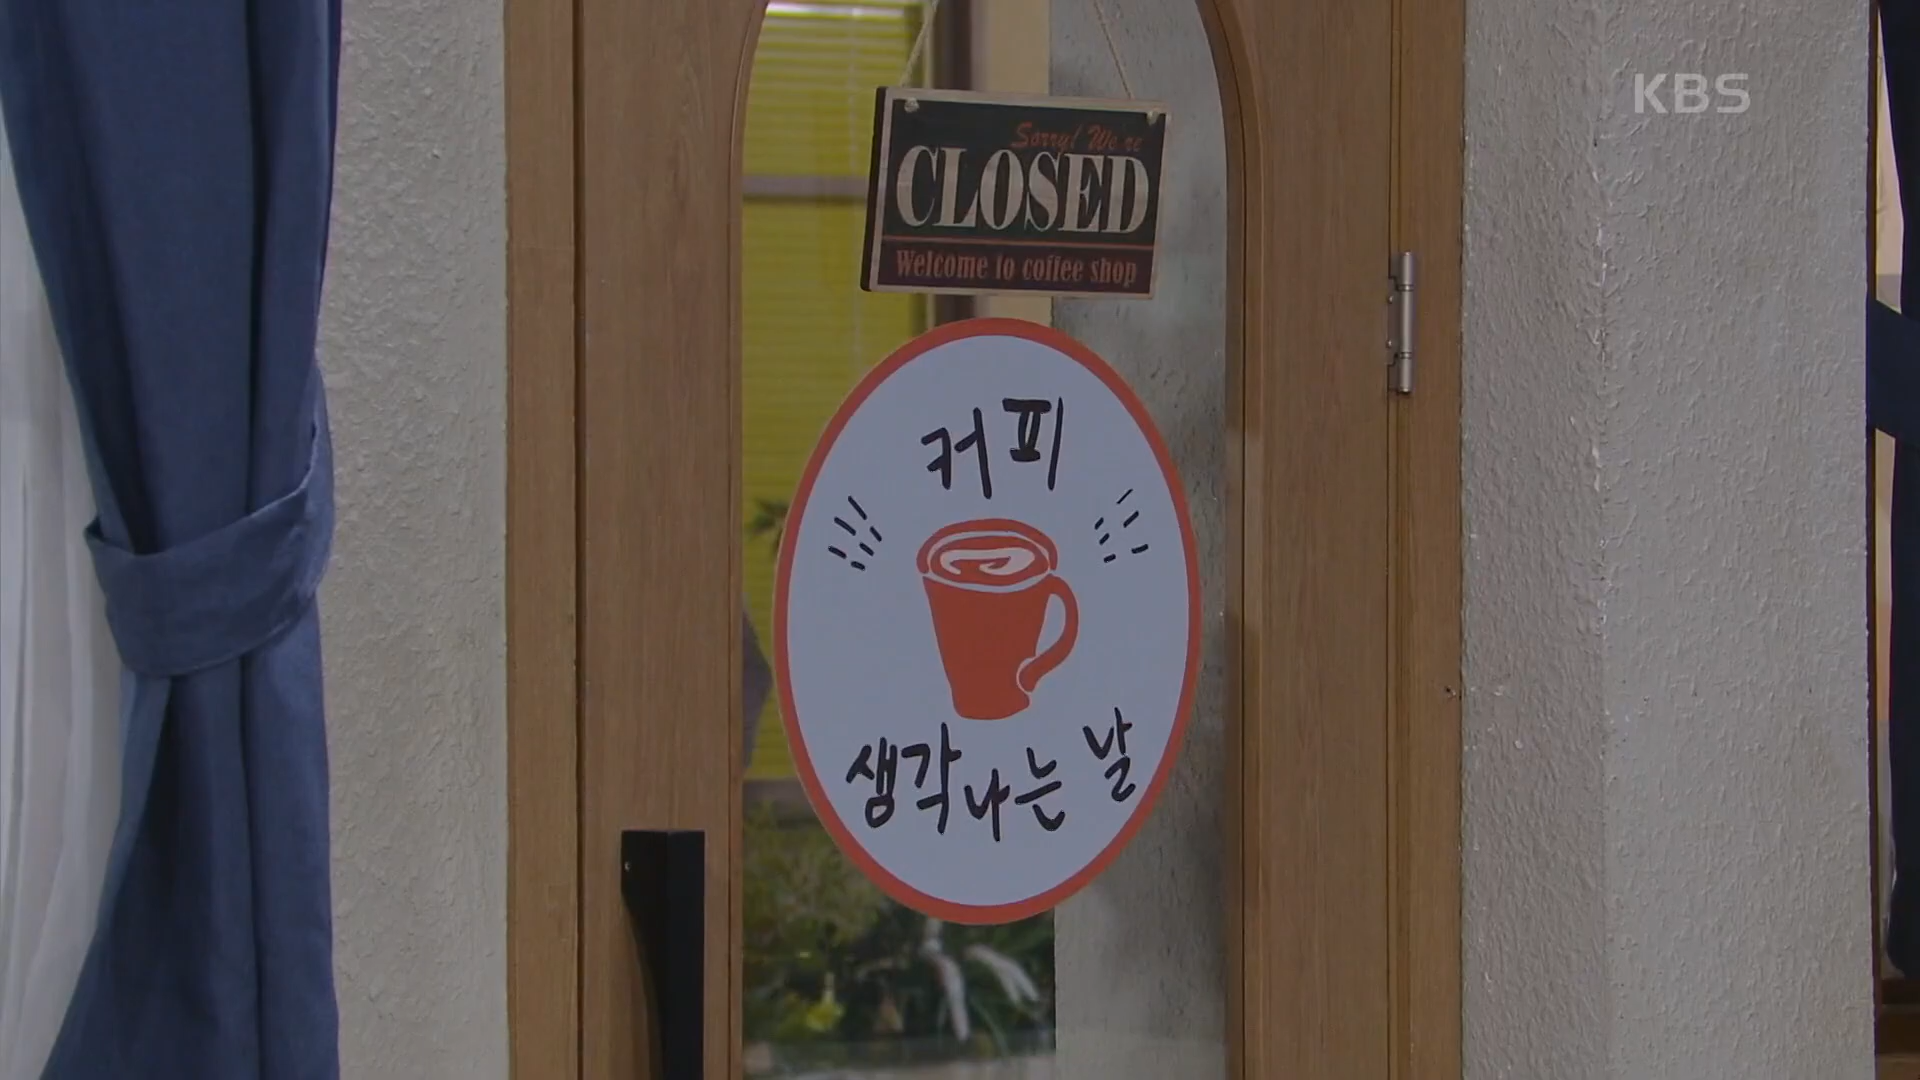 KBS
Sorry! We're
CLOSED
Welcome to coffee shop
커피
생각나는 날